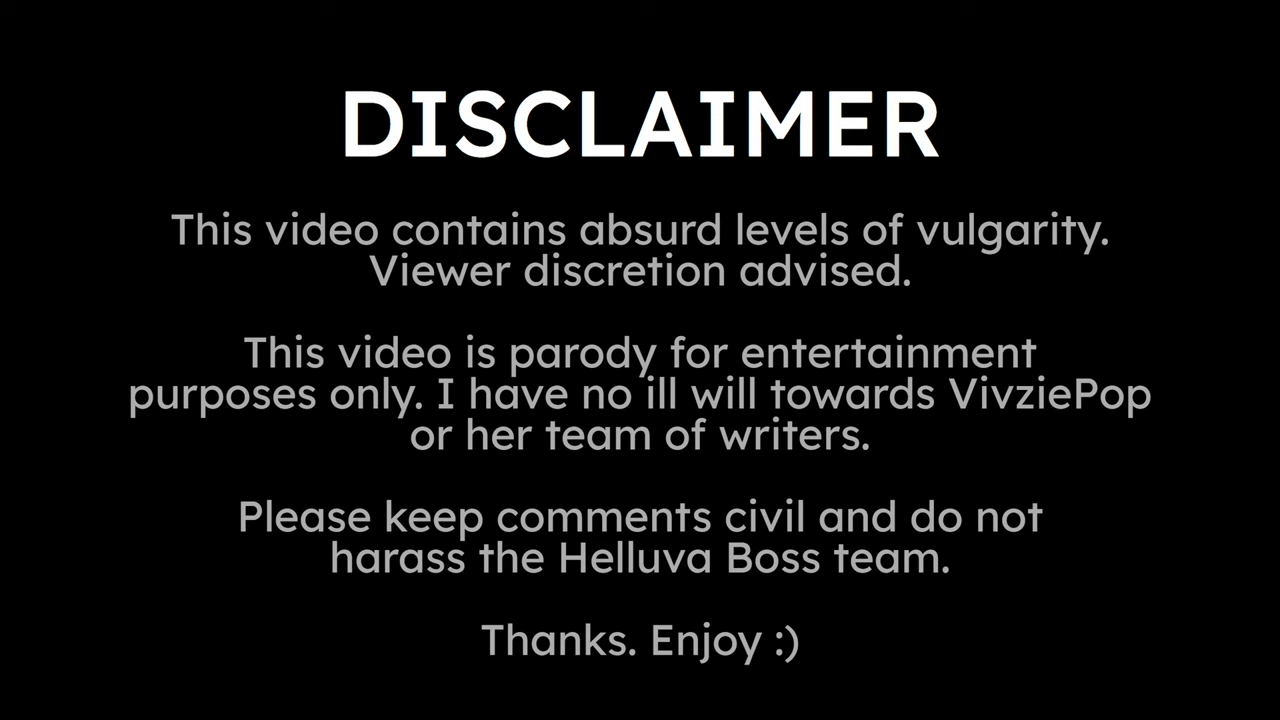 DISCLAIMER
This video contains absurd levels of vulgarity.
Viewer discretion advised.
This video is parody for entertainment
purposes only. I have no ill will towards VivziePop
or her team of writers.
Please keep comments civil and do not
harass the Helluva Boss team.
Thanks. Enjoy :)